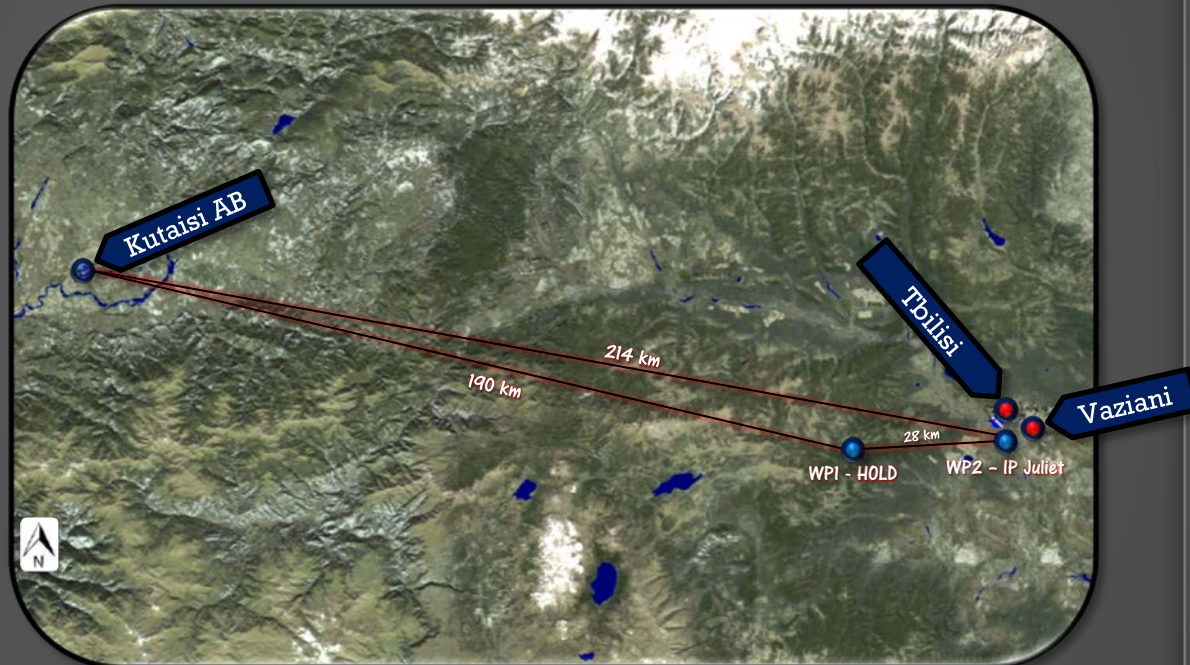 Kutaisi AB
Tbilisi
214 km
190 km
Vaziani
28 km
WP1 - HOLD
WP2 – IP Juliet
N